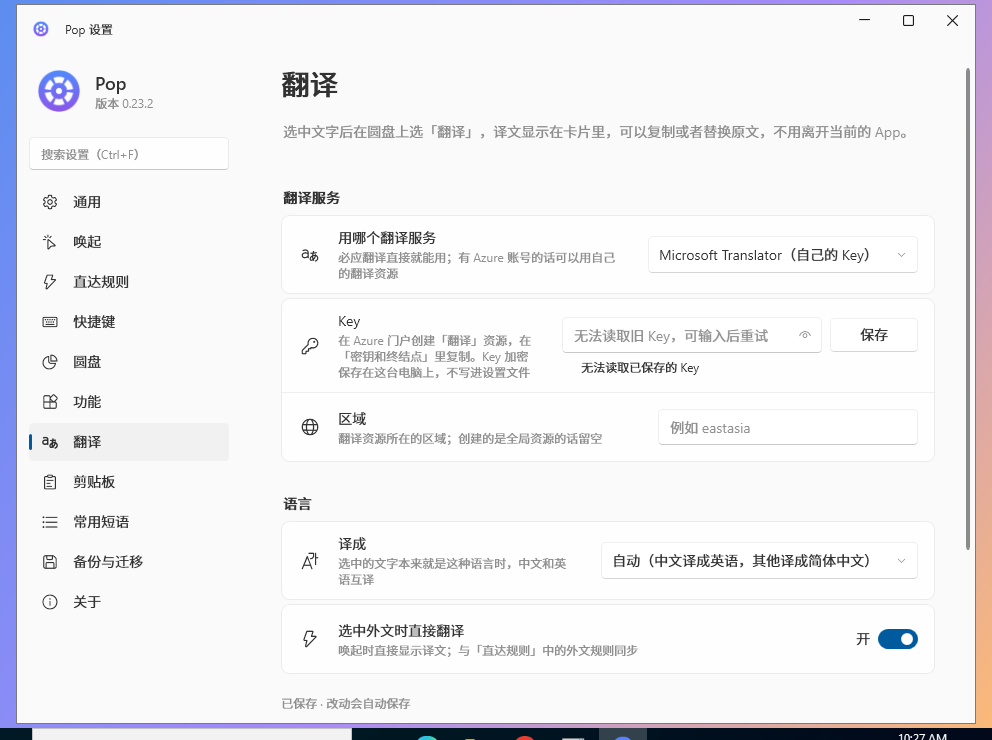 Pop 设置
Pop
版本 0.23.2
搜索设置（Ctrl+F）
通用
唤起
直达规则
快捷键
圆盘
功能
翻译
剪贴板
常用短语
备份与迁移
关于
翻译
选中文字后在圆盘上选「翻译」，译文显示在卡片里，可以复制或者替换原文，不用离开当前的 App。
翻译服务
用哪个翻译服务
必应翻译直接就能用；有 Azure 账号的话可以用自己
的翻译资源
Microsoft Translator（自己的 Key）
Key
在 Azure 门户创建「翻译」资源，在
「密钥和终结点」里复制。Key 加密
保存在这台电脑上，不写进设置文件
无法读取旧 Key，可输入后重试
保存
无法读取已保存的 Key
区域
翻译资源所在的区域；创建的是全局资源的话留空
例如 eastasia
语言
译成
选中的文字本来就是这种语言时，中文和英
语互译
自动（中文译成英语，其他译成简体中文）
选中外文时直接翻译
唤起时直接显示译文；与「直达规则」中的外文规则同步
开
已保存 · 改动会自动保存
10:27 AM